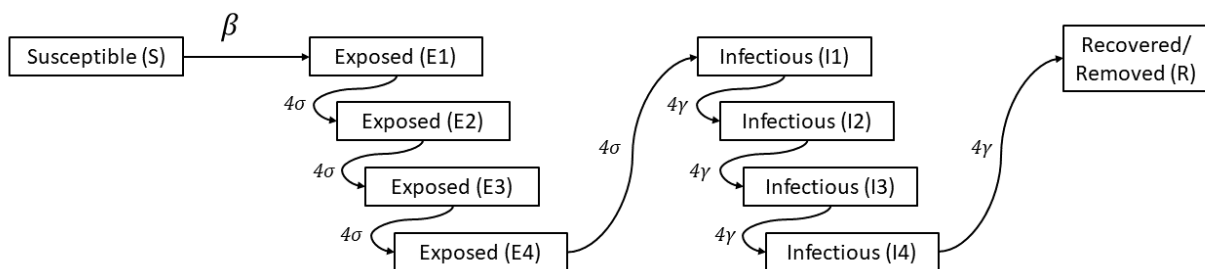 β
Susceptible (S)
Exposed (E1)
4σ
Exposed (E2)
4σ
Exposed (E3)
4σ
Exposed (E4)
4σ
Infectious (I1)
4γ
Infectious (I2)
4γ
Infectious (I3)
4γ
Infectious (I4)
4γ
Recovered/
Removed (R)